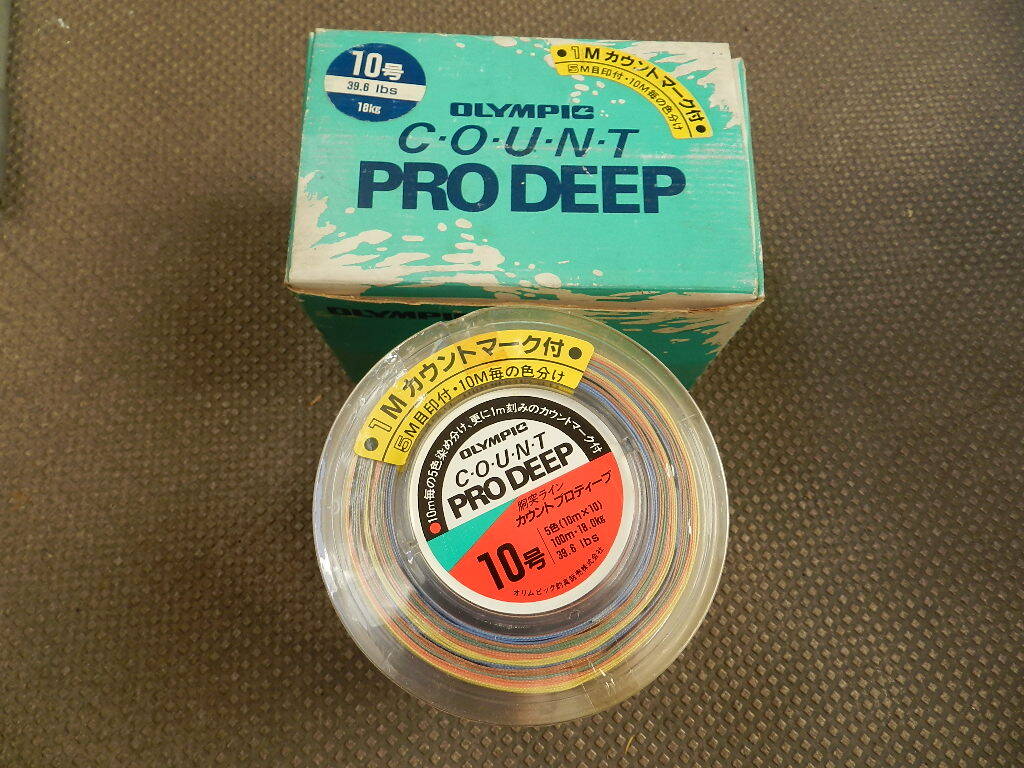 10号
39.6 lbs
18kg
●1Mカウントマーク付●
5M目印付・10M毎の色分け
OLYMPIC
C・O・U・N・T
PRO DEEP
OLYMPIC
●1Mカウントマーク付●
5M目印付・10M毎の色分け
●10m毎の5色染め分け、更に1m刻みのカウントマーク付
OLYMPIC
C・O・U・N・T
PRO DEEP
胴突ライン
カウントプロディープ
10号
5色(10m×10)
100m・18.0kg
39.6 lbs
オリムピック釣具販売株式会社